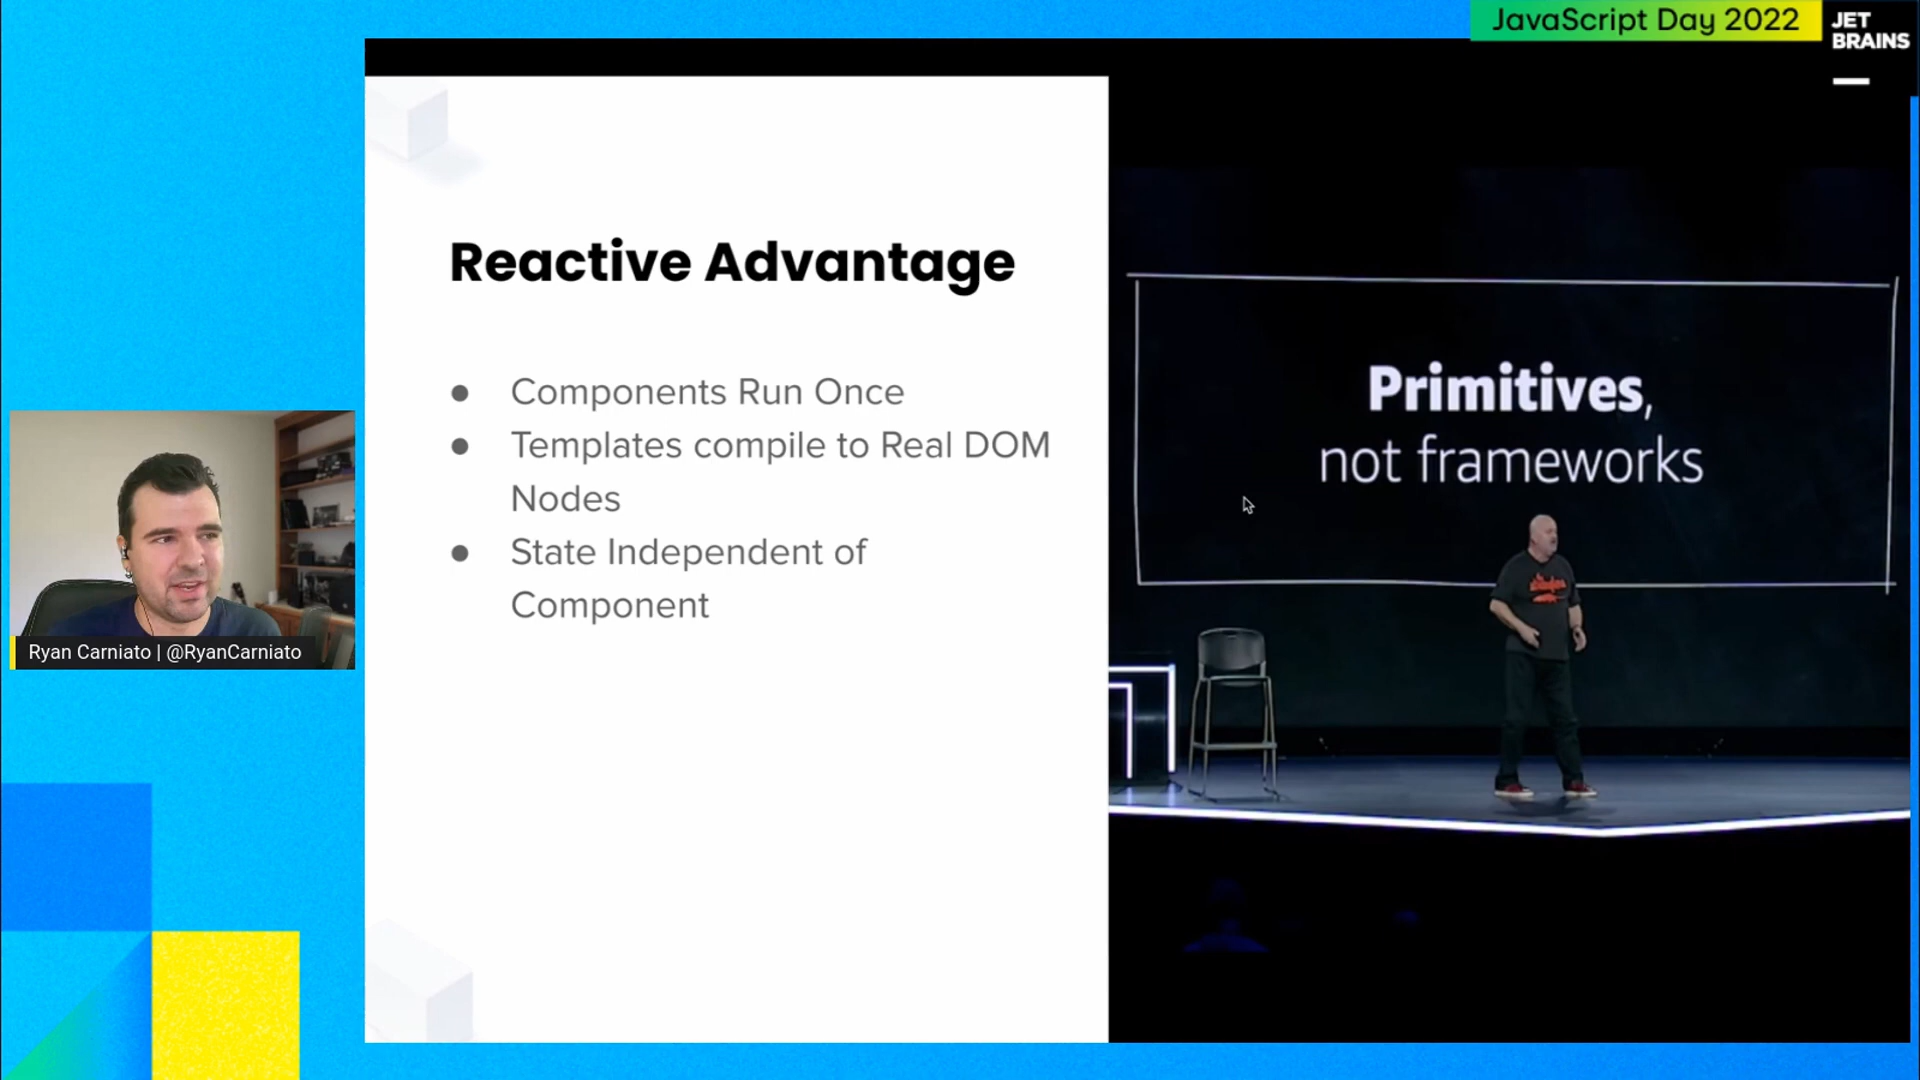 JavaScript Day 2022
JET
BRAINS
Reactive Advantage
● Components Run Once
● Templates compile to Real DOM
Nodes
● State Independent of
Component
Primitives,
not frameworks
Ryan Carniato | @RyanCarniato